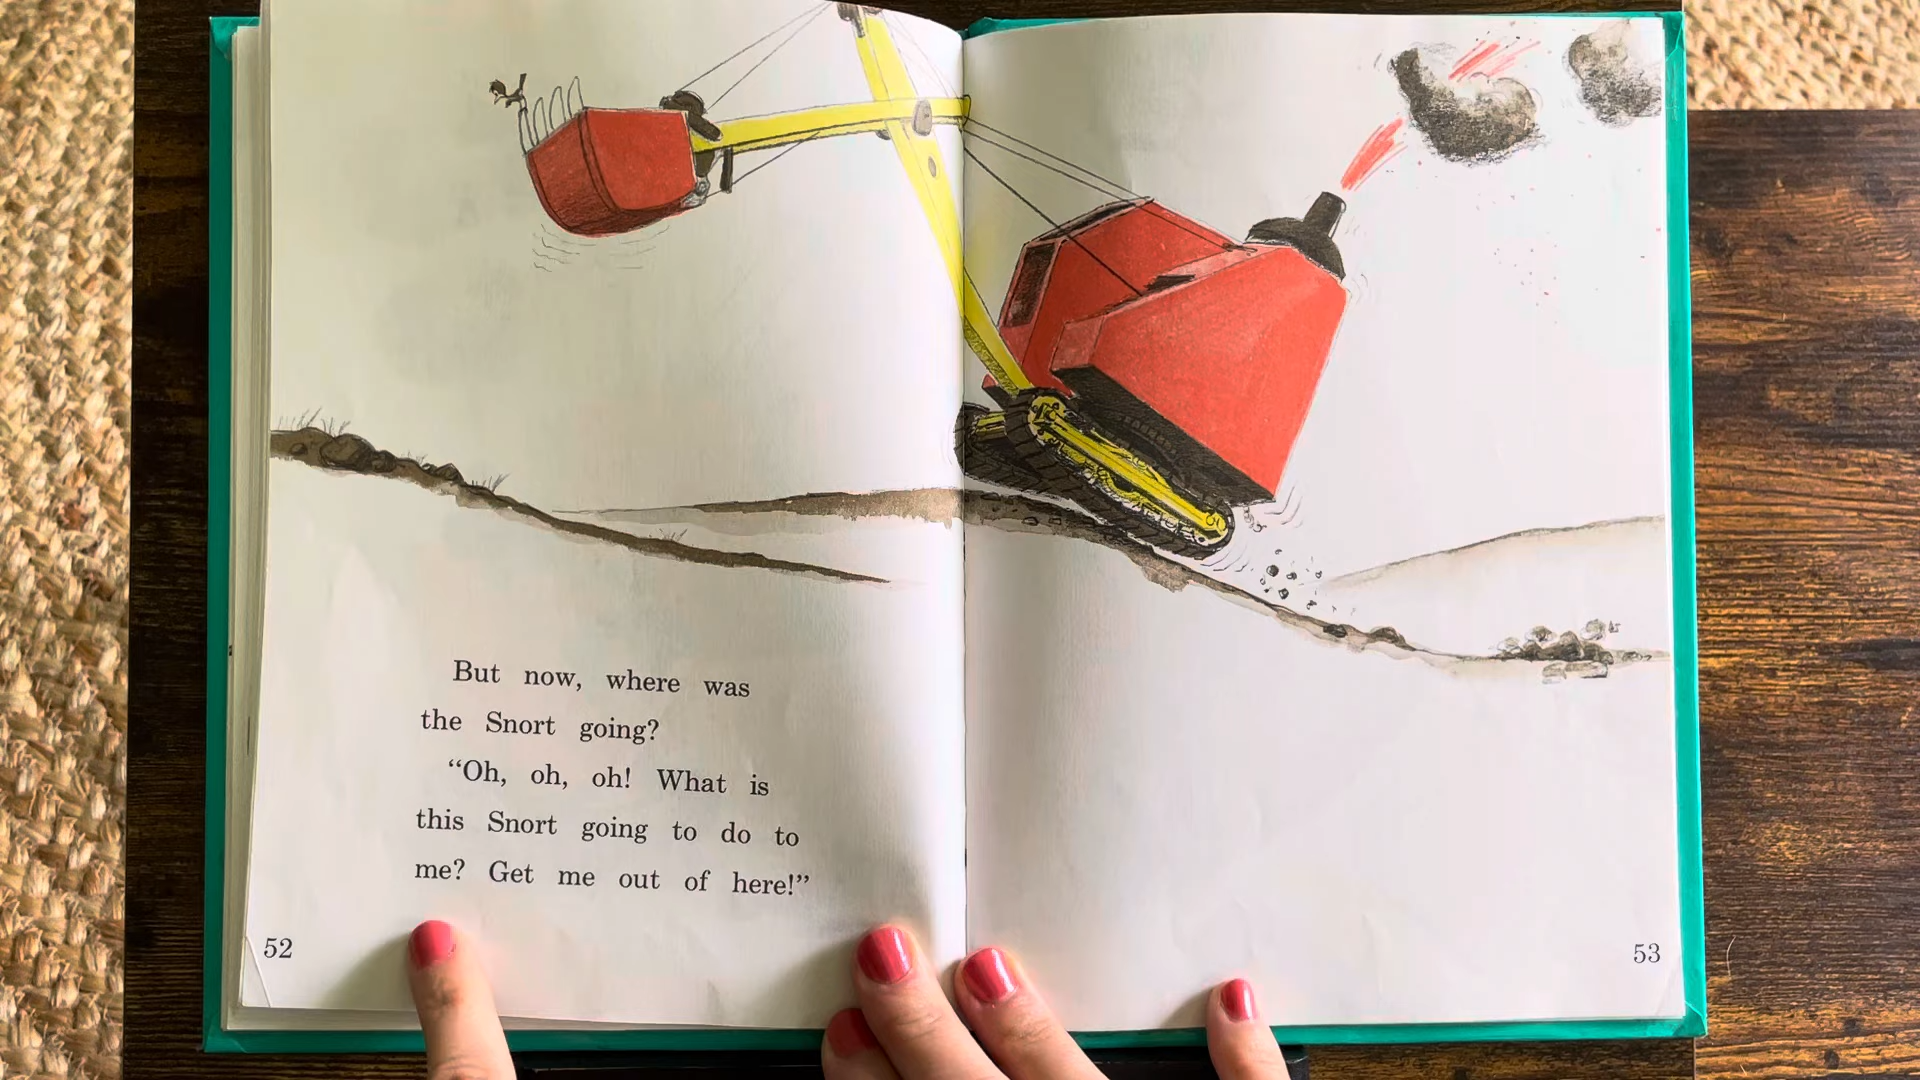 But now, where was
the Snort going?
“Oh, oh, oh! What is
this Snort going to do to
me? Get me out of here!”
52
53